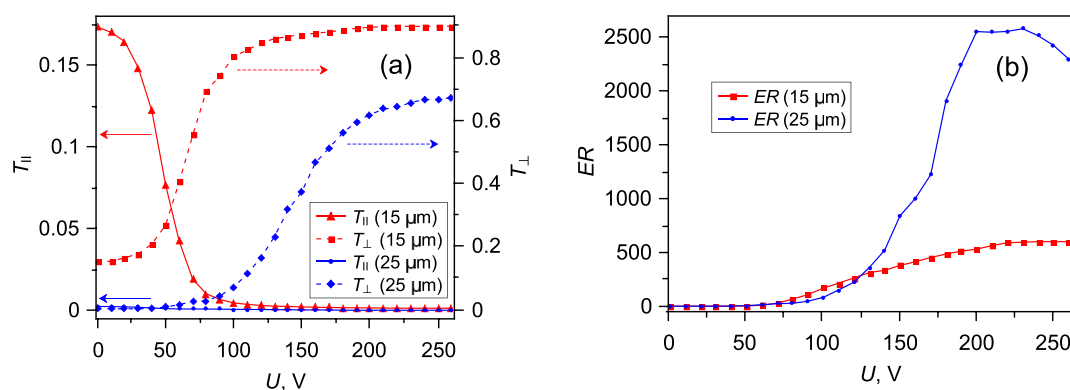 (a)
0.15
0.1
0.05
0
T||
0.8
0.6
0.4
0.2
0
T⊥
T|| (15 µm)
T⊥ (15 µm)
T|| (25 µm)
T⊥ (25 µm)
0 50 100 150 200 250
U, V
(b)
2500
2000
1500
1000
500
0
ER
ER (15 µm)
ER (25 µm)
0 50 100 150 200 250
U, V